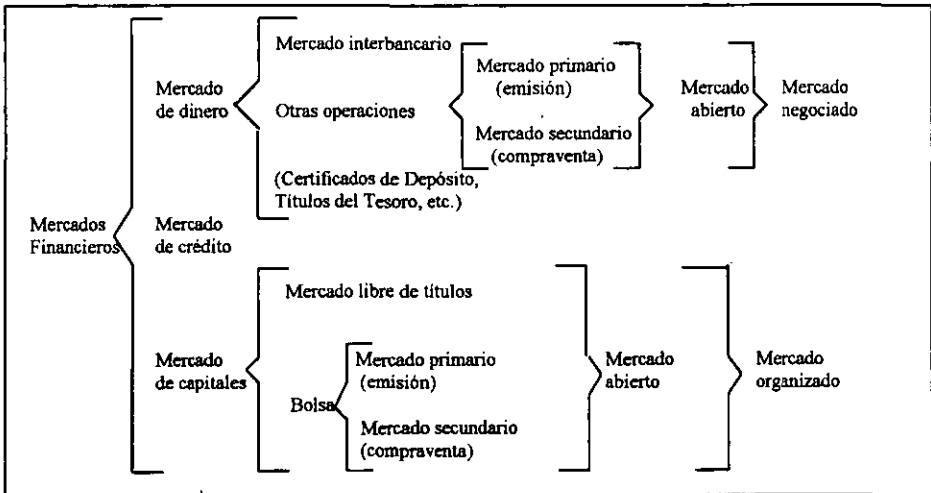 Mercados
Financieros
Mercado
de dinero
Mercado interbancario
Otras operaciones
(Certificados de Depósito,
Títulos del Tesoro, etc.)
Mercado primario
(emisión)
Mercado secundario
(compraventa)
Mercado
abierto
Mercado
negociado
Mercado
de crédito
Mercado
de capitales
Mercado libre de títulos
Bolsa
Mercado primario
(emisión)
Mercado secundario
(compraventa)
Mercado
abierto
Mercado
organizado